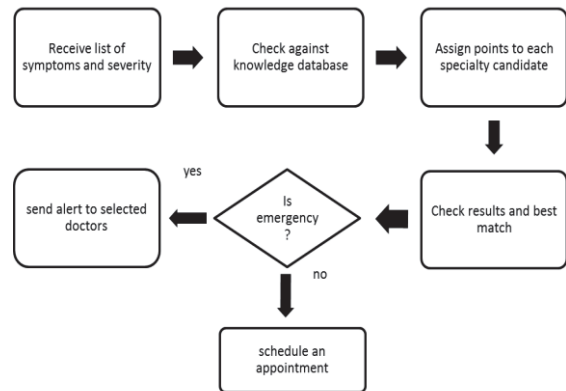 Receive list of
symptoms and severity
Check against
knowledge database
Assign points to each
specialty candidate
Check results and best
match
Is
emergency
?
yes
send alert to selected
doctors
no
schedule an
appointment